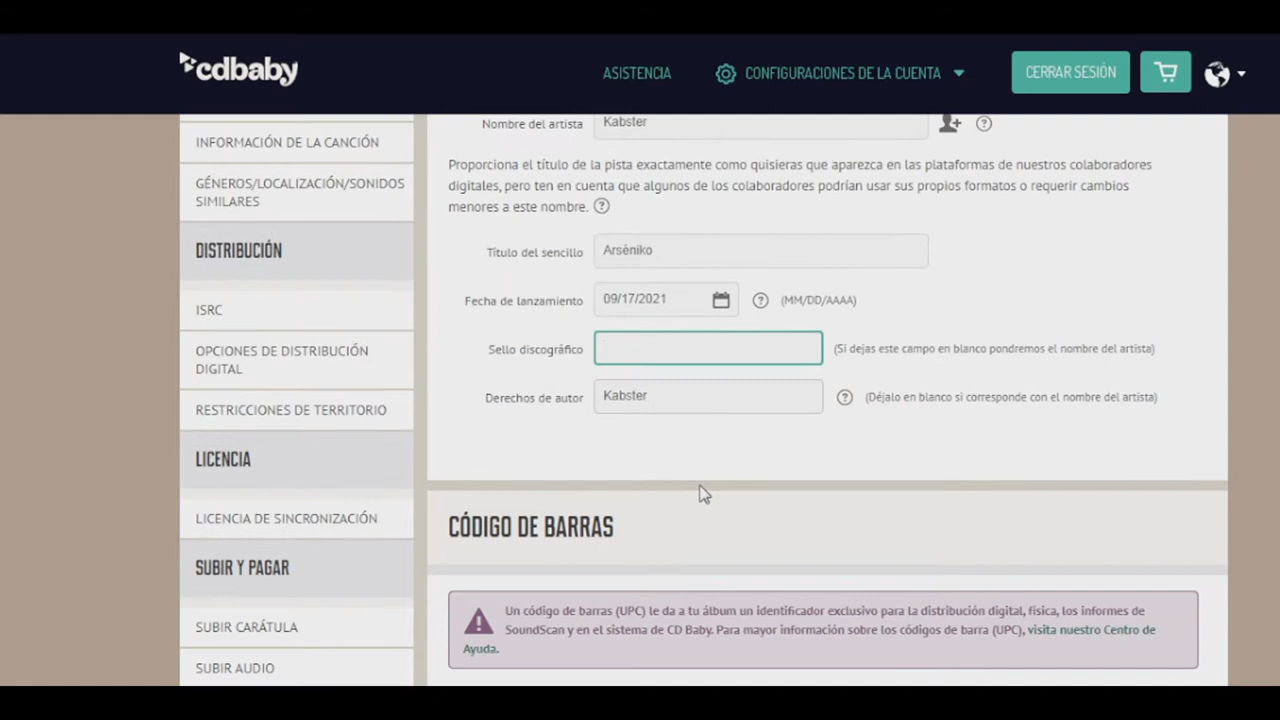 cdbaby
ASISTENCIA
CONFIGURACIONES DE LA CUENTA
CERRAR SESIÓN
INFORMACIÓN DE LA CANCIÓN
GÉNEROS/LOCALIZACIÓN/SONIDOS
SIMILARES
DISTRIBUCIÓN
ISRC
OPCIONES DE DISTRIBUCIÓN
DIGITAL
RESTRICCIONES DE TERRITORIO
LICENCIA
LICENCIA DE SINCRONIZACIÓN
SUBIR Y PAGAR
SUBIR CARÁTULA
SUBIR AUDIO
Nombre del artista Kabster
Proporciona el título de la pista exactamente como quisieras que aparezca en las plataformas de nuestros colaboradores
digitales, pero ten en cuenta que algunos de los colaboradores podrían usar sus propios formatos o requerir cambios
menores a este nombre.
Título del sencillo Arséniko
Fecha de lanzamiento 09/17/2021 (MM/DD/AAAA)
Sello discográfico (Si dejas este campo en blanco pondremos el nombre del artista)
Derechos de autor Kabster (Déjalo en blanco si corresponde con el nombre del artista)
CÓDIGO DE BARRAS
Un código de barras (UPC) le da a tu álbum un identificador exclusivo para la distribución digital, física, los informes de
SoundScan y en el sistema de CD Baby. Para mayor información sobre los códigos de barra (UPC), visita nuestro Centro de
Ayuda.